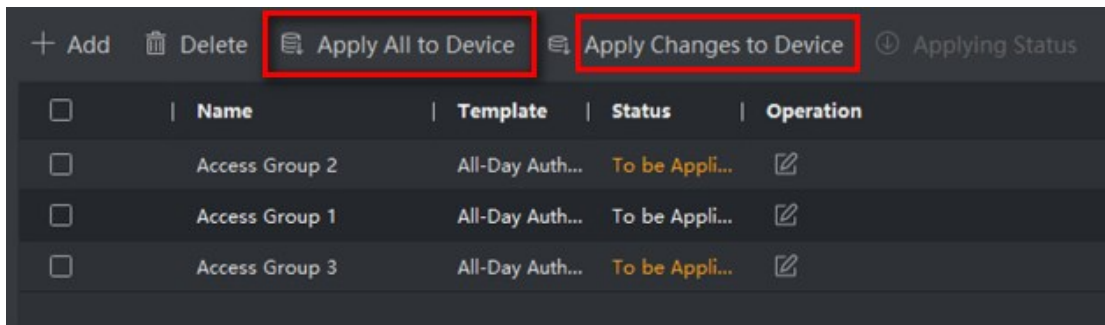 + Add Delete Apply All to Device Apply Changes to Device Applying Status
Name Template Status Operation
Access Group 2 All-Day Auth... To be Appli...
Access Group 1 All-Day Auth... To be Appli...
Access Group 3 All-Day Auth... To be Appli...